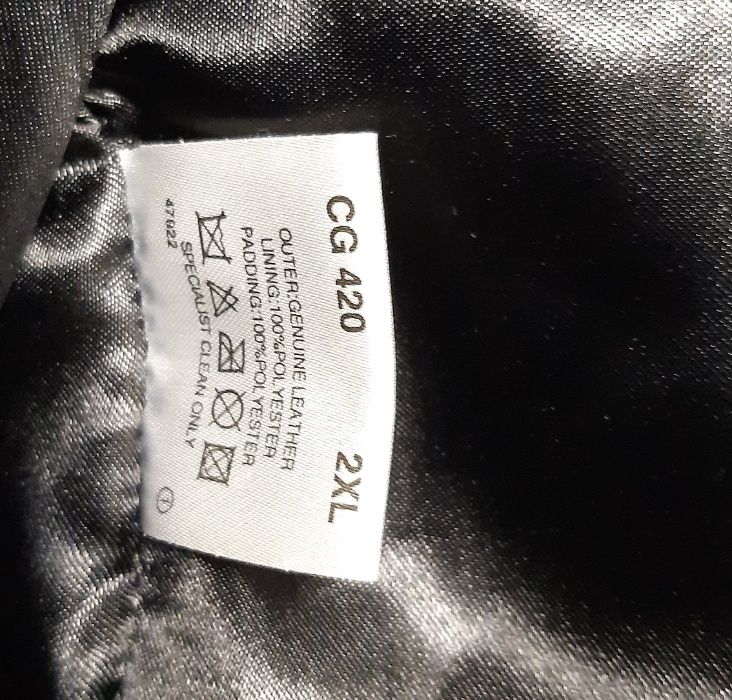 CG 420 2XL
OUTER:GENUINE LEATHER
LINING:100%POLYESTER
PADDING:100%POLYESTER
SPECIALIST CLEAN ONLY
47622